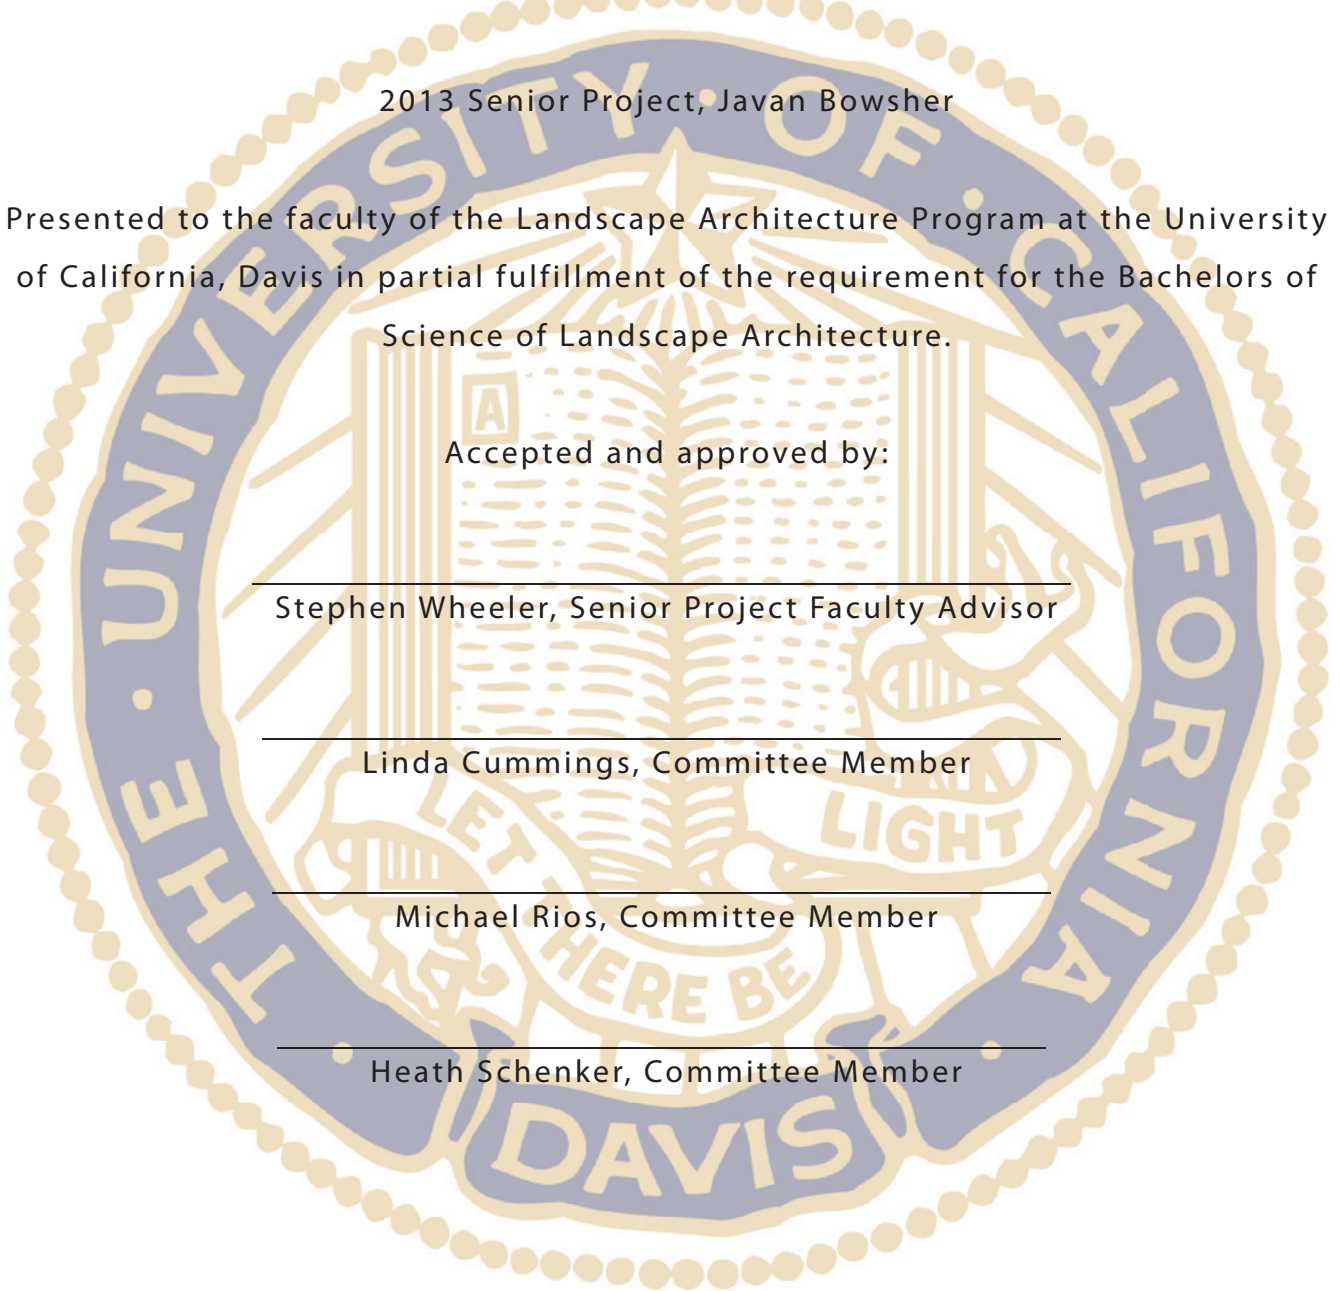 2013 Senior Project, Javan Bowsher
Presented to the faculty of the Landscape Architecture Program at the University
of California, Davis in partial fulfillment of the requirement for the Bachelors of
Science of Landscape Architecture.
Accepted and approved by:
Stephen Wheeler, Senior Project Faculty Advisor
Linda Cummings, Committee Member
Michael Rios, Committee Member
Heath Schenker, Committee Member
THE · UNIVERSITY · OF · CALIFORNIA
A
LET THERE BE LIGHT
DAVIS